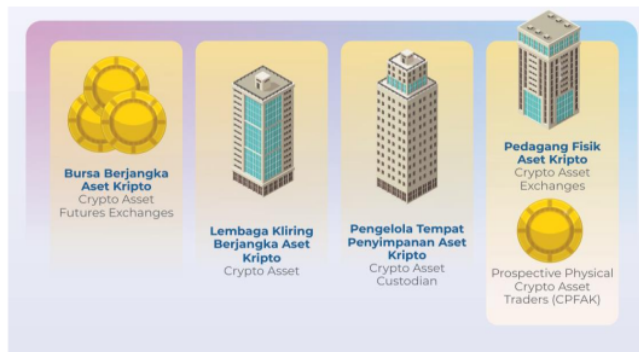 Bursa Berjangka
Aset Kripto
Crypto Asset
Futures Exchanges
Lembaga Kliring
Berjangka Aset
Kripto
Crypto Asset
Pengelola Tempat
Penyimpanan Aset
Kripto
Crypto Asset
Custodian
Pedagang Fisik
Aset Kripto
Crypto Asset
Exchanges
Prospective Physical
Crypto Asset
Traders (CPFAK)